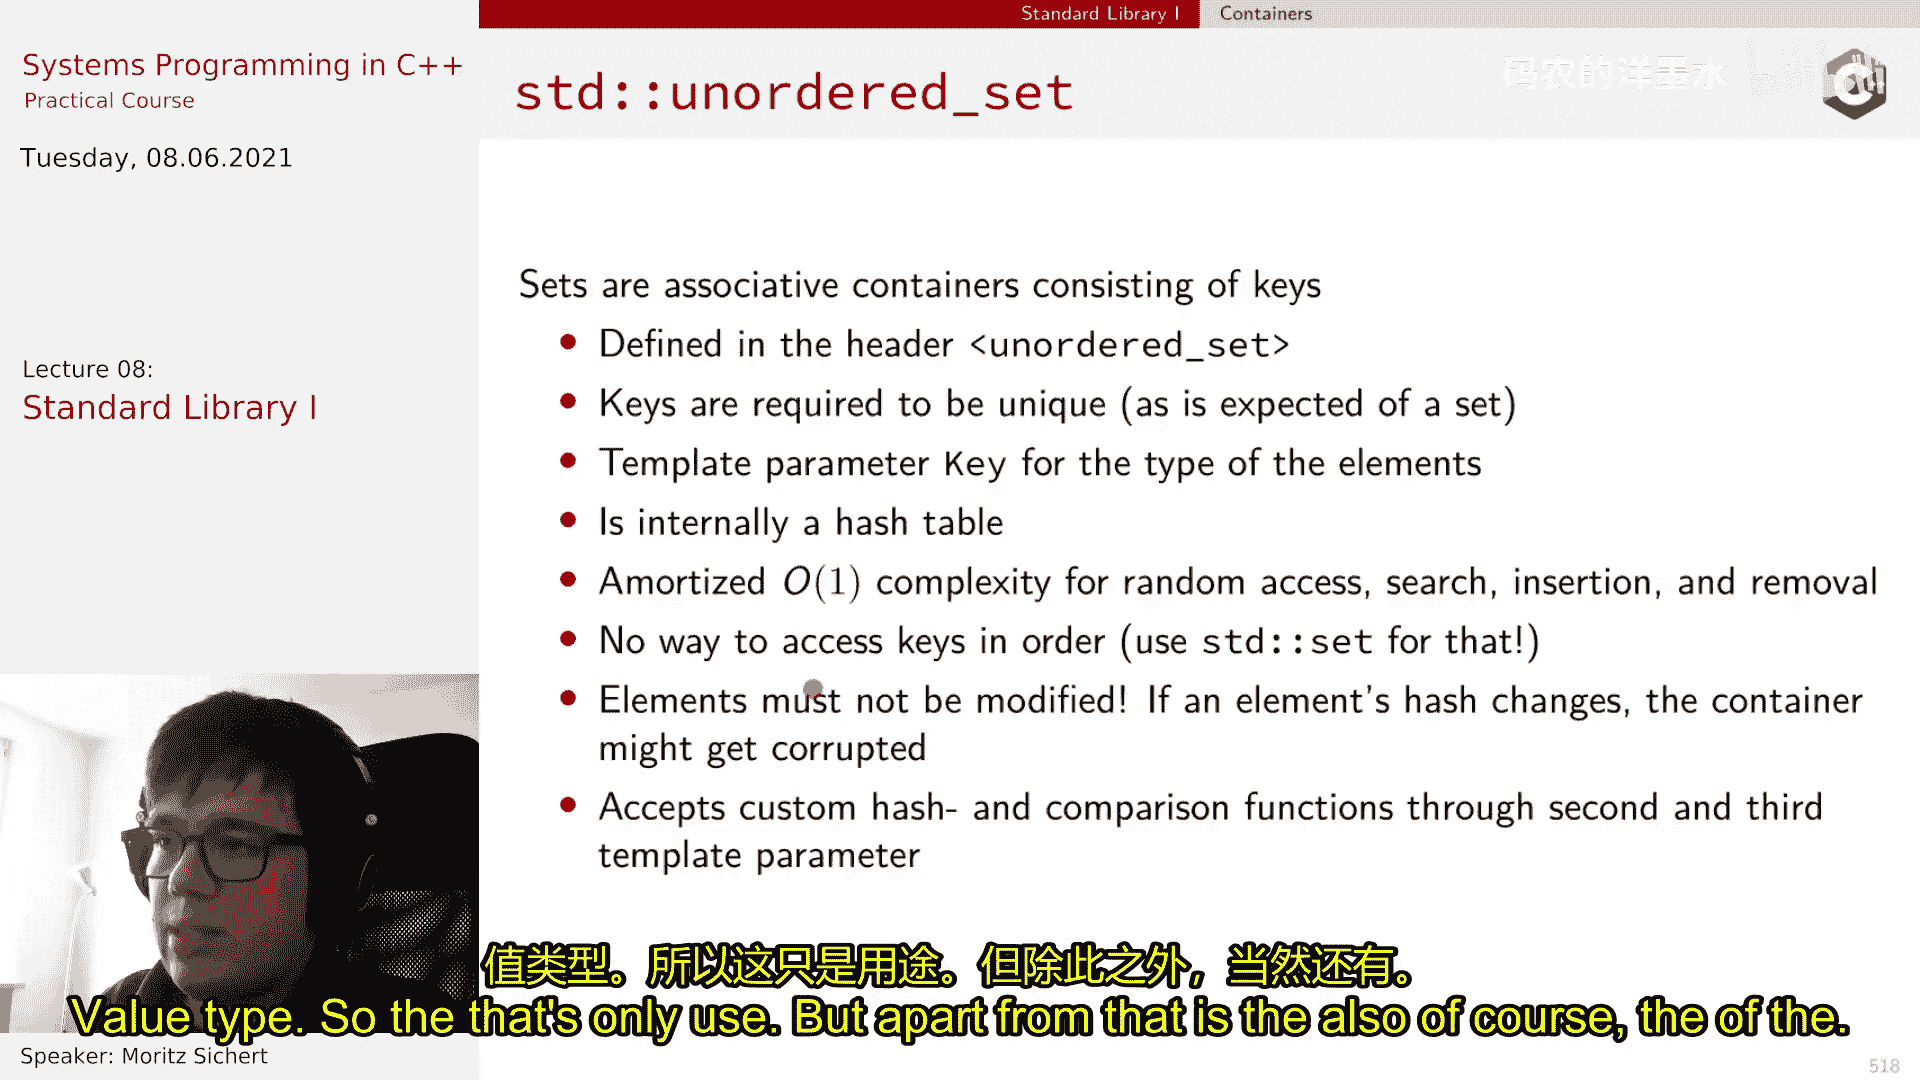 Standard Library I
Containers
Systems Programming in C++
Practical Course
Tuesday, 08.06.2021
std::unordered_set
码农的洋墨水
Lecture 08:
Standard Library I
Sets are associative containers consisting of keys
• Defined in the header <unordered_set>
• Keys are required to be unique (as is expected of a set)
• Template parameter Key for the type of the elements
• Is internally a hash table
• Amortized O(1) complexity for random access, search, insertion, and removal
• No way to access keys in order (use std::set for that!)
• Elements must not be modified! If an element's hash changes, the container
might get corrupted
• Accepts custom hash- and comparison functions through second and third
template parameter
值类型。所以这只是用途。但除此之外，当然还有。
Value type. So the that's only use. But apart from that is the also of course, the of the.
Speaker: Moritz Sichert
518